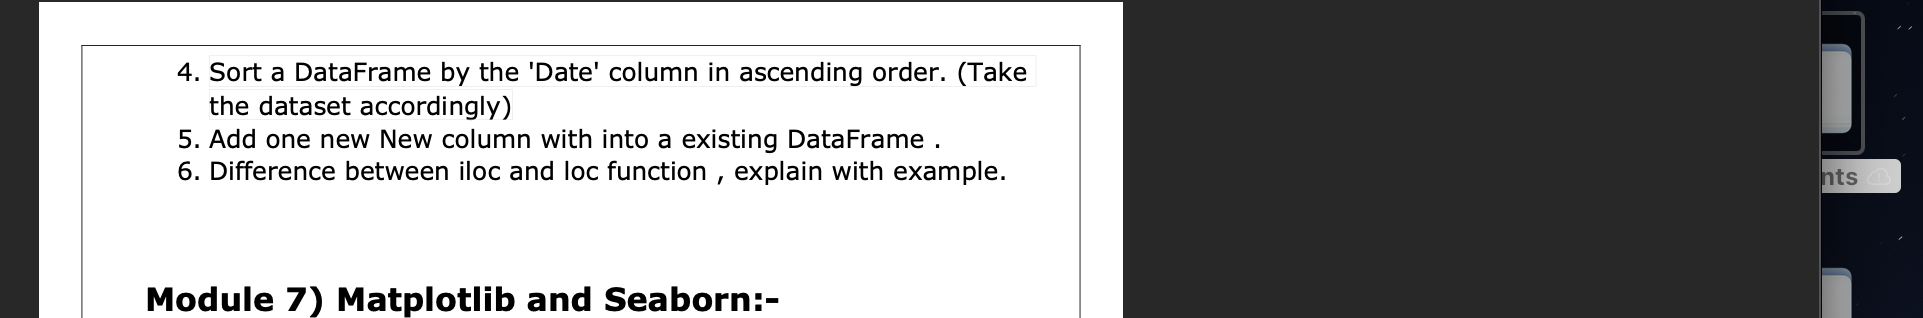 4. Sort a DataFrame by the 'Date' column in ascending order. (Take
the dataset accordingly)
5. Add one new New column with into a existing DataFrame .
6. Difference between iloc and loc function , explain with example.
nts
Module 7) Matplotlib and Seaborn:-